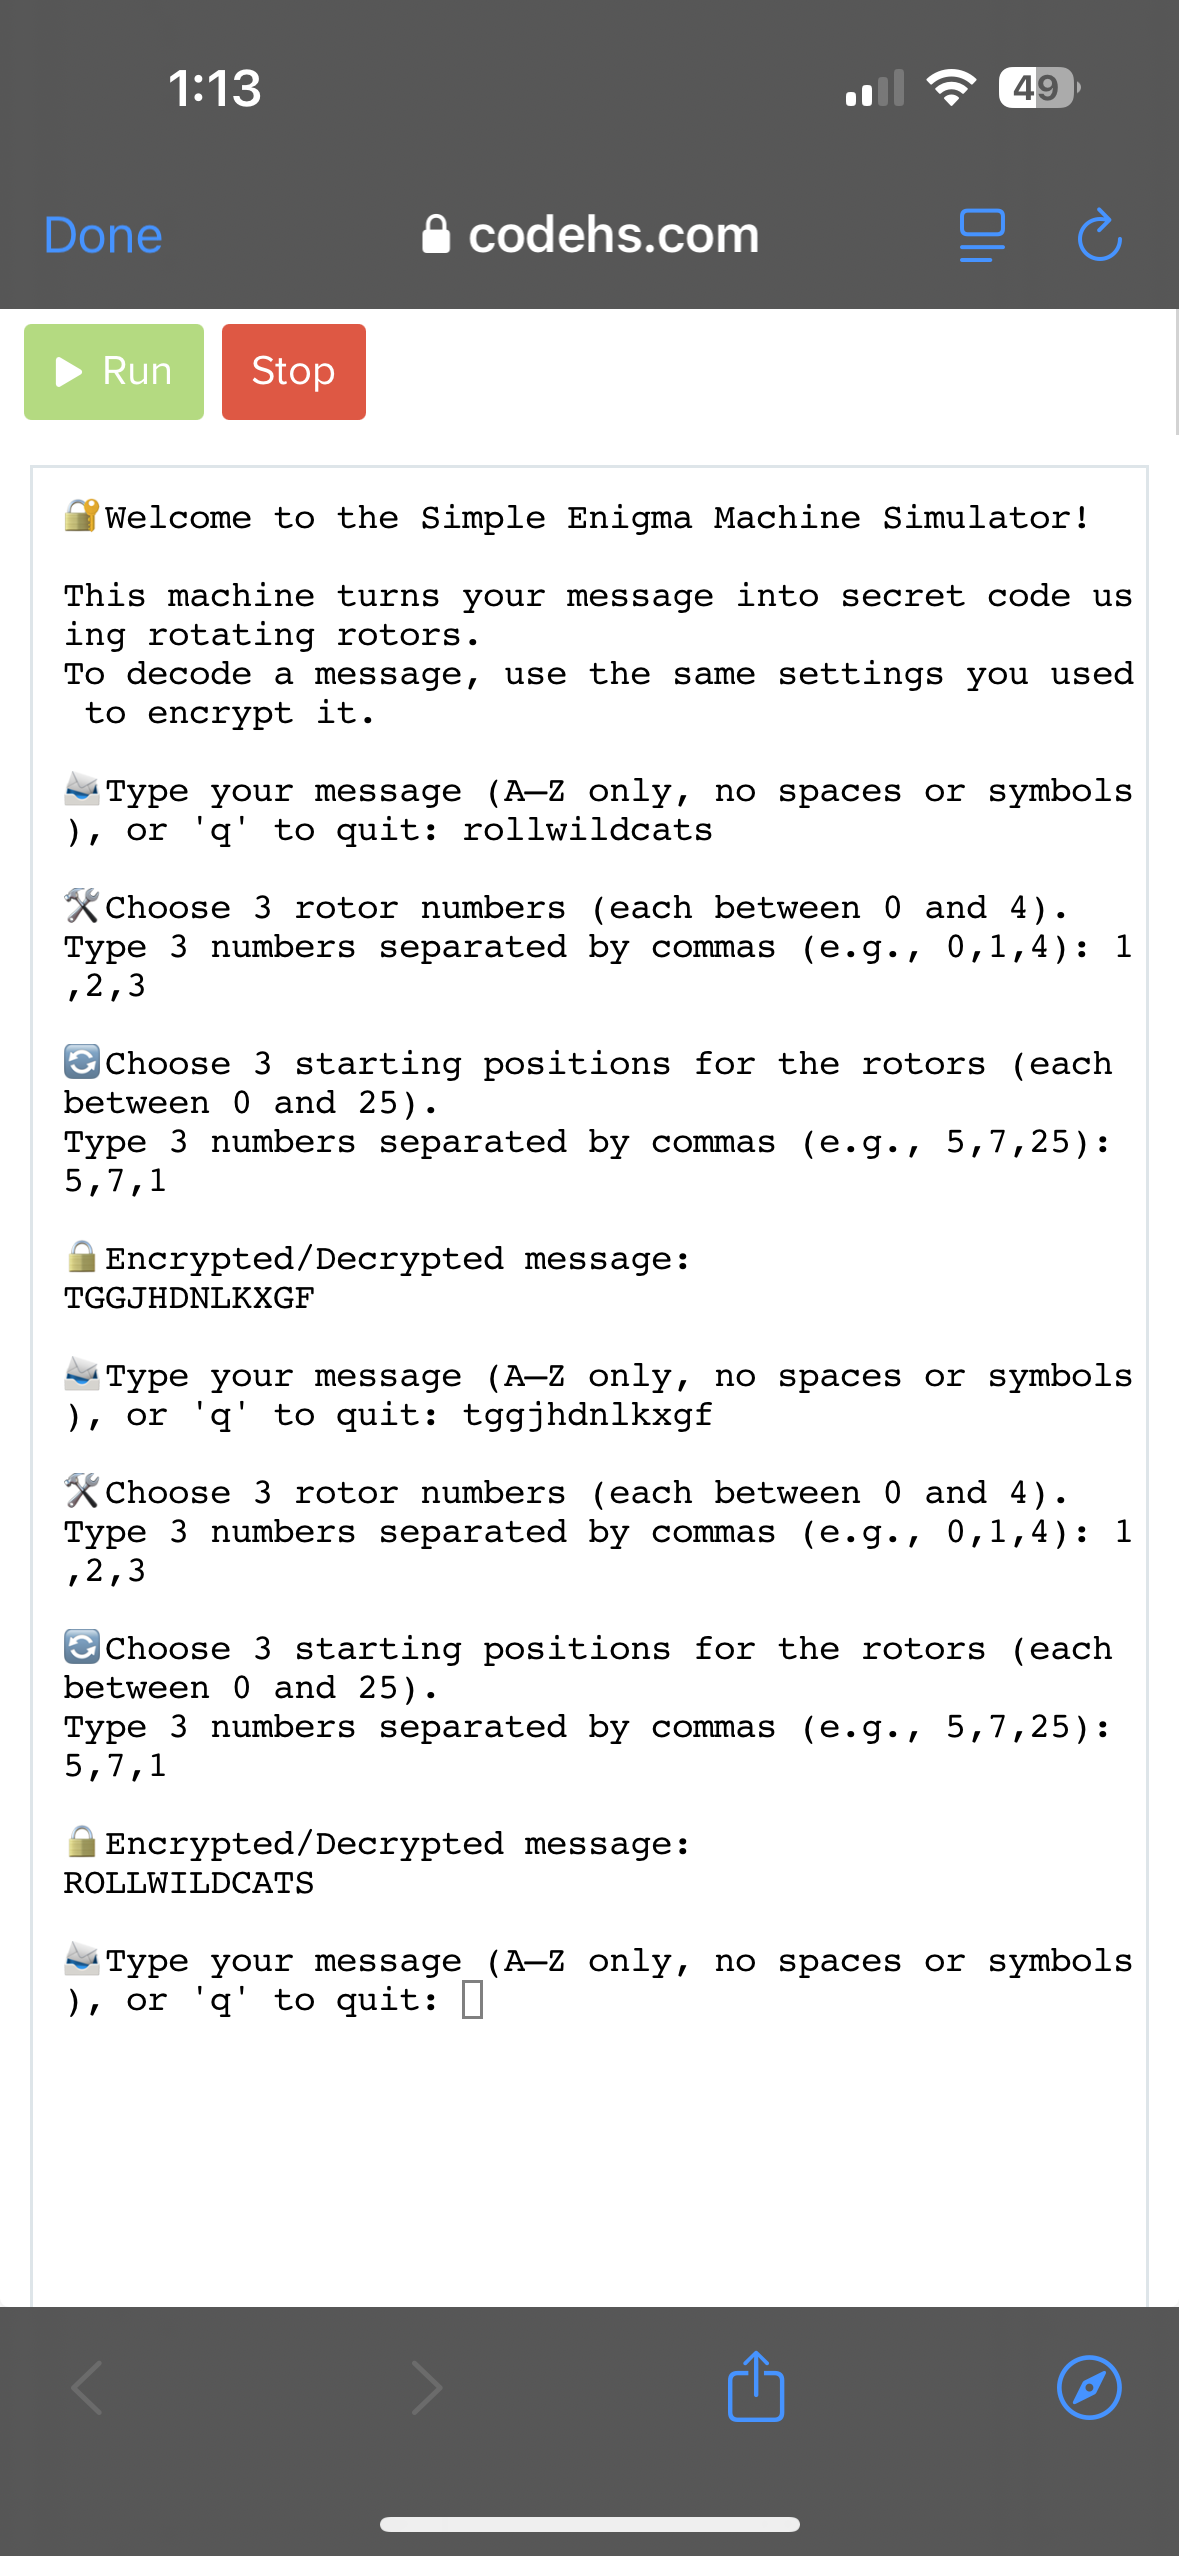 1:13
49
Done
codehs.com
Run
Stop
🔐Welcome to the Simple Enigma Machine Simulator!
This machine turns your message into secret code us
ing rotating rotors.
To decode a message, use the same settings you used
 to encrypt it.
📨Type your message (A–Z only, no spaces or symbols
), or 'q' to quit: rollwildcats
🛠Choose 3 rotor numbers (each between 0 and 4).
Type 3 numbers separated by commas (e.g., 0,1,4): 1
,2,3
🔄Choose 3 starting positions for the rotors (each
between 0 and 25).
Type 3 numbers separated by commas (e.g., 5,7,25):
5,7,1
🔒Encrypted/Decrypted message:
TGGJHDNLKXGF
📨Type your message (A–Z only, no spaces or symbols
), or 'q' to quit: tggjhdnlkxgf
🛠Choose 3 rotor numbers (each between 0 and 4).
Type 3 numbers separated by commas (e.g., 0,1,4): 1
,2,3
🔄Choose 3 starting positions for the rotors (each
between 0 and 25).
Type 3 numbers separated by commas (e.g., 5,7,25):
5,7,1
🔒Encrypted/Decrypted message:
ROLLWILDCATS
📨Type your message (A–Z only, no spaces or symbols
), or 'q' to quit: